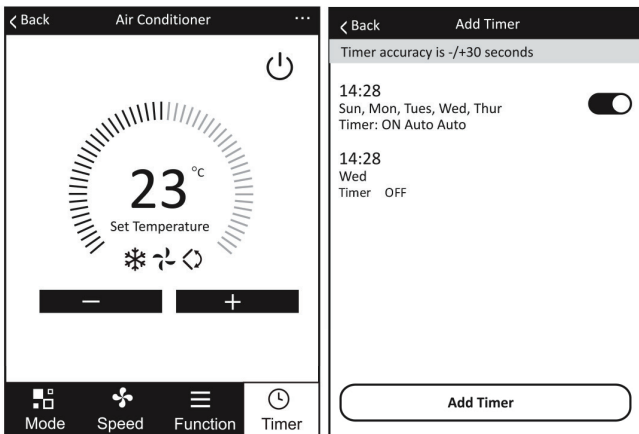 Back Air Conditioner ...
23 °C
Set Temperature
− +
Mode Speed Function Timer
Back Add Timer
Timer accuracy is -/+30 seconds
14:28
Sun, Mon, Tues, Wed, Thur
Timer: ON Auto Auto
14:28
Wed
Timer OFF
Add Timer